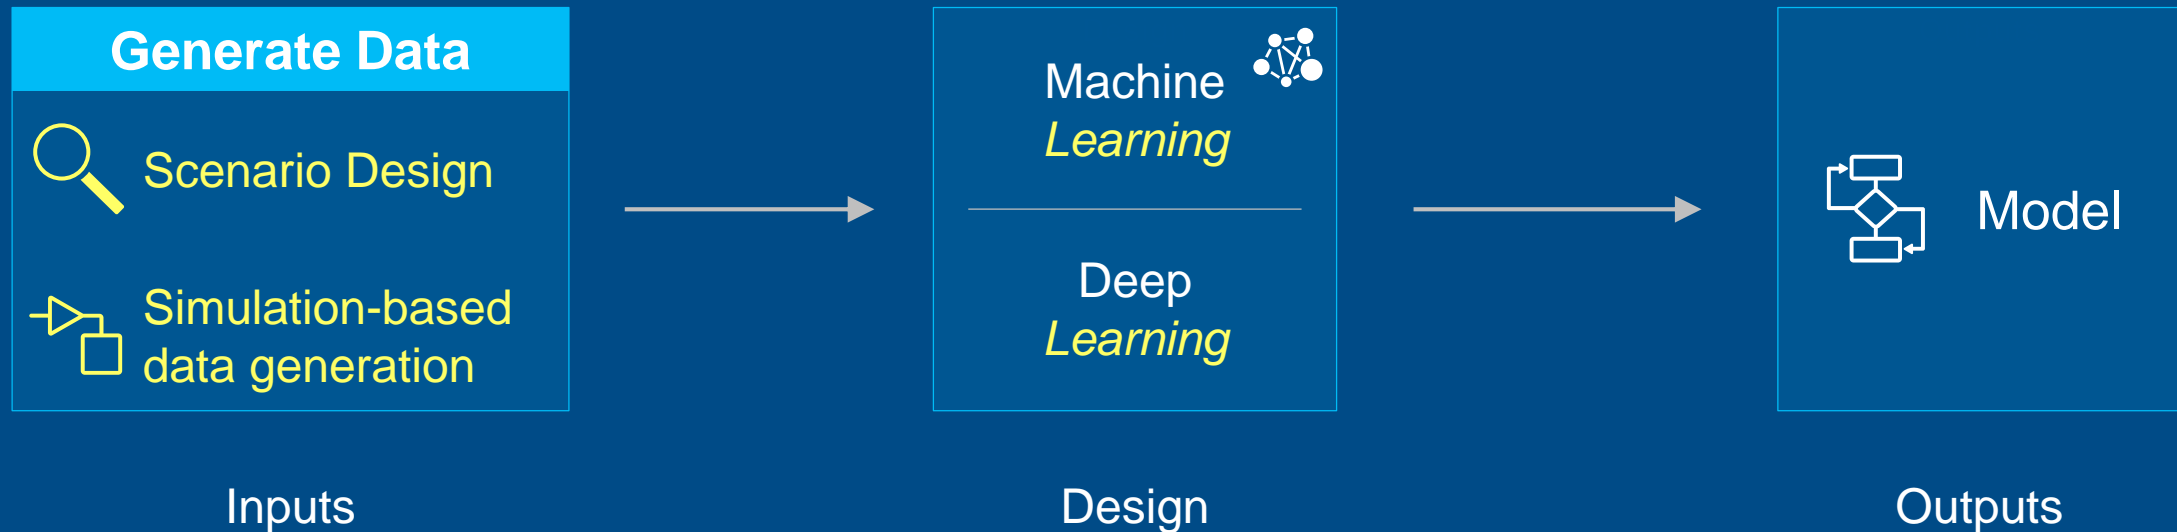 Generate Data
Scenario Design
Simulation-based
data generation
Inputs
Machine
Learning
Deep
Learning
Design
Model
Outputs